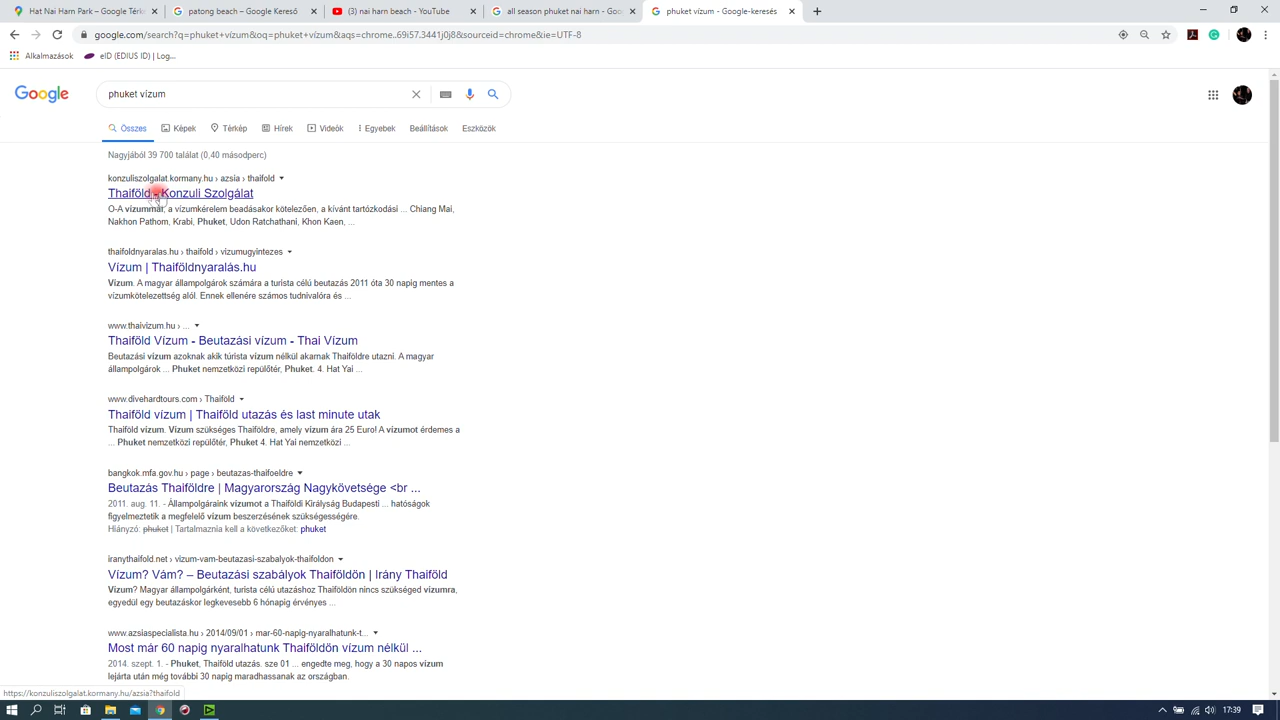 Hat Nai Harn Park – Google Térk
patong beach – Google Kereső
(3) nai harn beach - YouTube
all season phuket nai harn - Goo
phuket vízum - Google-keresés
google.com/search?q=phuket+vízum&oq=phuket+vízum&aqs=chrome..69i57.3441j0j8&sourceid=chrome&ie=UTF-8
Alkalmazások
eID (EDIUS ID) | Log...
Google
phuket vízum
Összes
Képek
Térkép
Hírek
Videók
Egyebek
Beállítások
Eszközök
Nagyjából 39 700 találat (0,40 másodperc)
konzuliszolgalat.kormany.hu › azsia › thaifold
Thaiföld - Konzuli Szolgálat
O-A vízummal, a vízumkérelem beadásakor kötelezően, a kívánt tartózkodási ... Chiang Mai,
Nakhon Pathom, Krabi, Phuket, Udon Ratchathani, Khon Kaen, ...
thaifoldnyaralas.hu › thaifold › vizumugyintezes
Vízum | Thaiföldnyaralás.hu
Vízum. A magyar állampolgárok számára a turista célú beutazás 2011 óta 30 napig mentes a
vízumkötelezettség alól. Ennek ellenére számos tudnivalóra és ...
www.thaivizum.hu › ...
Thaiföld Vízum - Beutazási vízum - Thai Vízum
Beutazási vízum azoknak akik túrista vízum nélkül akarnak Thaiföldre utazni. A magyar
állampolgárok ... Phuket nemzetközi repülőtér, Phuket. 4. Hat Yai ...
www.divehardtours.com › Thaiföld
Thaiföld vízum | Thaiföld utazás és last minute utak
Thaiföld vízum. Vízum szükséges Thaiföldre, amely vízum ára 25 Euro! A vízumot érdemes a
... Phuket nemzetközi repülőtér, Phuket 4. Hat Yai nemzetközi ...
bangkok.mfa.gov.hu › page › beutazas-thaifoeldre
Beutazás Thaiföldre | Magyarország Nagykövetsége <br ...
2011. aug. 11. - Állampolgáraink vízumot a Thaiföldi Királyság Budapesti ... hatóságok
figyelmeztetik a megfelelő vízum beszerzésének szükségességére.
Hiányzó: phuket | Tartalmaznia kell a következőket: phuket
iranythaifold.net › vizum-vam-beutazasi-szabalyok-thaifoldon
Vízum? Vám? – Beutazási szabályok Thaiföldön | Irány Thaiföld
Vízum? Magyar állampolgárként, turista célú utazáshoz Thaiföldön nincs szükséged vízumra,
egyedül egy beutazáskor legkevesebb 6 hónapig érvényes ...
www.azsiaspecialista.hu › 2014/09/01 › mar-60-napig-nyaralhatunk-t...
Most már 60 napig nyaralhatunk Thaiföldön vízum nélkül ...
2014. szept. 1. - Phuket, Thaiföld utazás. sze 01 ... engedte meg, hogy a 30 napos vízum
lejárta után még további 30 napig maradhassanak az országban.
https://konzuliszolgalat.kormany.hu/azsia?thaifold
17:39